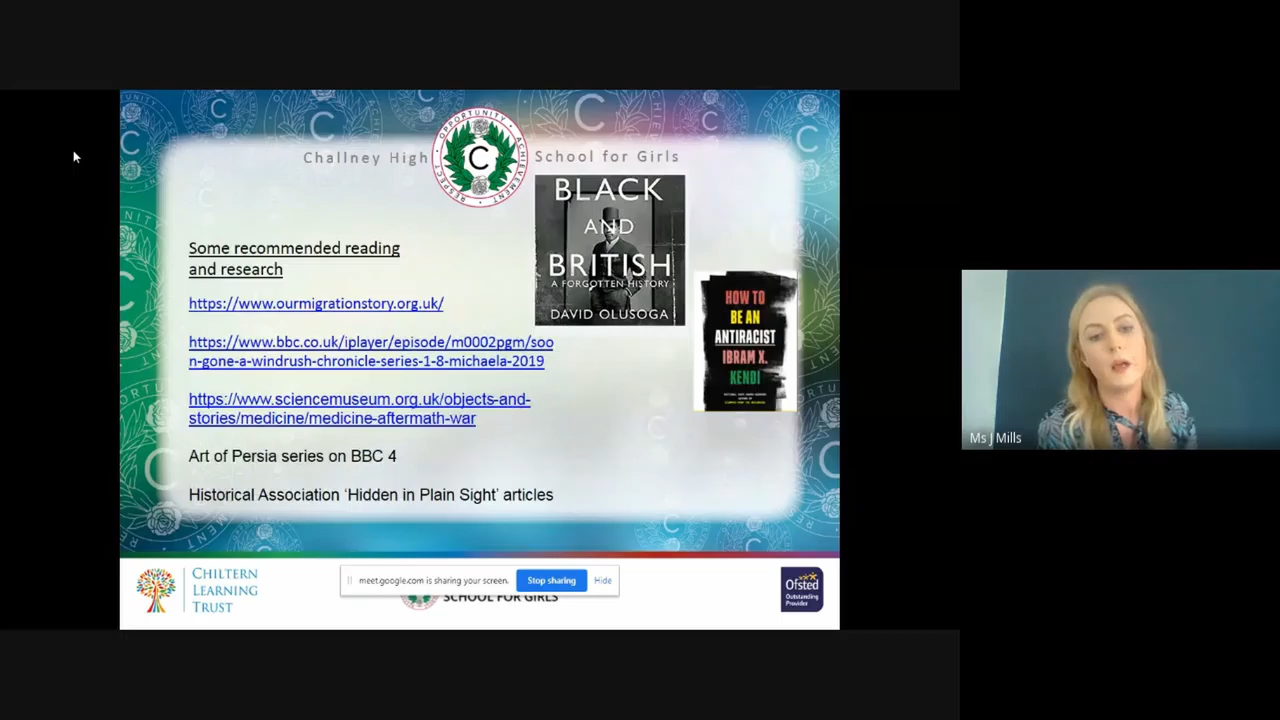 OPPORTUNITY
ACHIEVEMENT
RESPECT
C
Challney High
School for Girls
BLACK
AND
BRITISH
A FORGOTTEN HISTORY
DAVID OLUSOGA
Some recommended reading
and research
HOW TO
BE AN
ANTIRACIST
IBRAM X.
KENDI
https://www.ourmigrationstory.org.uk/
https://www.bbc.co.uk/iplayer/episode/m0002pgm/soo
n-gone-a-windrush-chronicle-series-1-8-michaela-2019
https://www.sciencemuseum.org.uk/objects-and-
stories/medicine/medicine-aftermath-war
Art of Persia series on BBC 4
Historical Association ‘Hidden in Plain Sight’ articles
Ms J Mills
CHILTERN
LEARNING
TRUST
meet.google.com is sharing your screen.
Stop sharing
Hide
SCHOOL FOR GIRLS
Ofsted
Outstanding
Provider